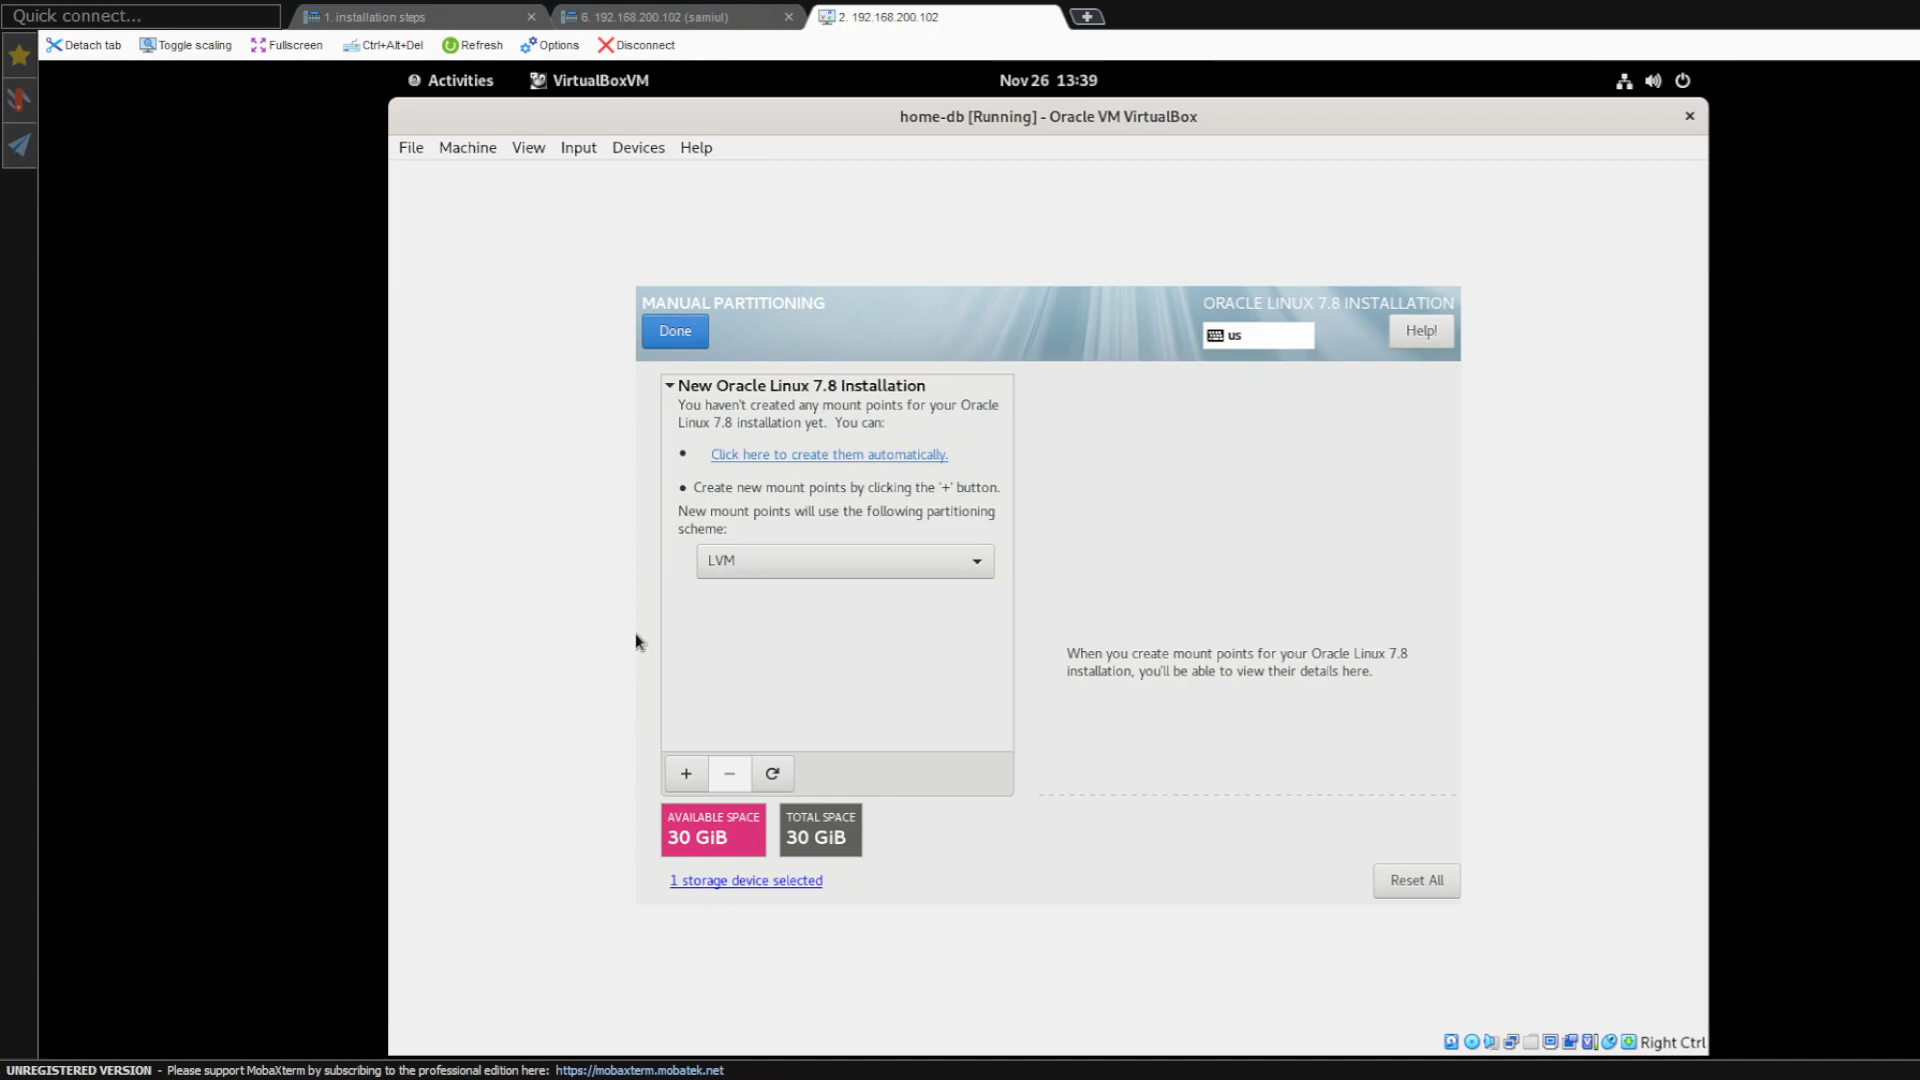 Quick connect...
1. installation steps
6. 192.168.200.102 (samiul)
2. 192.168.200.102
Detach tab
Toggle scaling
Fullscreen
Ctrl+Alt+Del
Refresh
Options
Disconnect
Activities
VirtualBoxVM
Nov 26 13:39
home-db [Running] - Oracle VM VirtualBox
File
Machine
View
Input
Devices
Help
MANUAL PARTITIONING
ORACLE LINUX 7.8 INSTALLATION
Done
us
Help!
New Oracle Linux 7.8 Installation
You haven't created any mount points for your Oracle
Linux 7.8 installation yet. You can:
• Click here to create them automatically.
• Create new mount points by clicking the '+' button.
New mount points will use the following partitioning
scheme:
LVM
When you create mount points for your Oracle Linux 7.8
installation, you'll be able to view their details here.
AVAILABLE SPACE
30 GiB
TOTAL SPACE
30 GiB
1 storage device selected
Reset All
Right Ctrl
UNREGISTERED VERSION - Please support MobaXterm by subscribing to the professional edition here: https://mobaxterm.mobatek.net